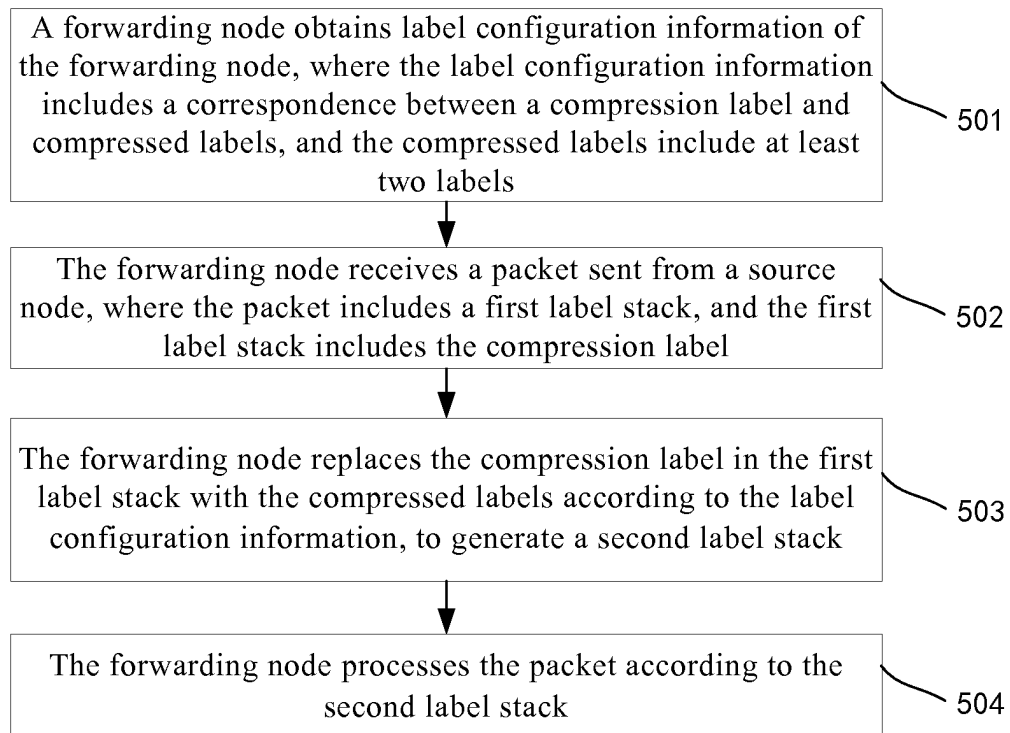 A forwarding node obtains label configuration information of
the forwarding node, where the label configuration information
includes a correspondence between a compression label and
compressed labels, and the compressed labels include at least
two labels
501
The forwarding node receives a packet sent from a source
node, where the packet includes a first label stack, and the first
label stack includes the compression label
502
The forwarding node replaces the compression label in the first
label stack with the compressed labels according to the label
configuration information, to generate a second label stack
503
The forwarding node processes the packet according to the
second label stack
504